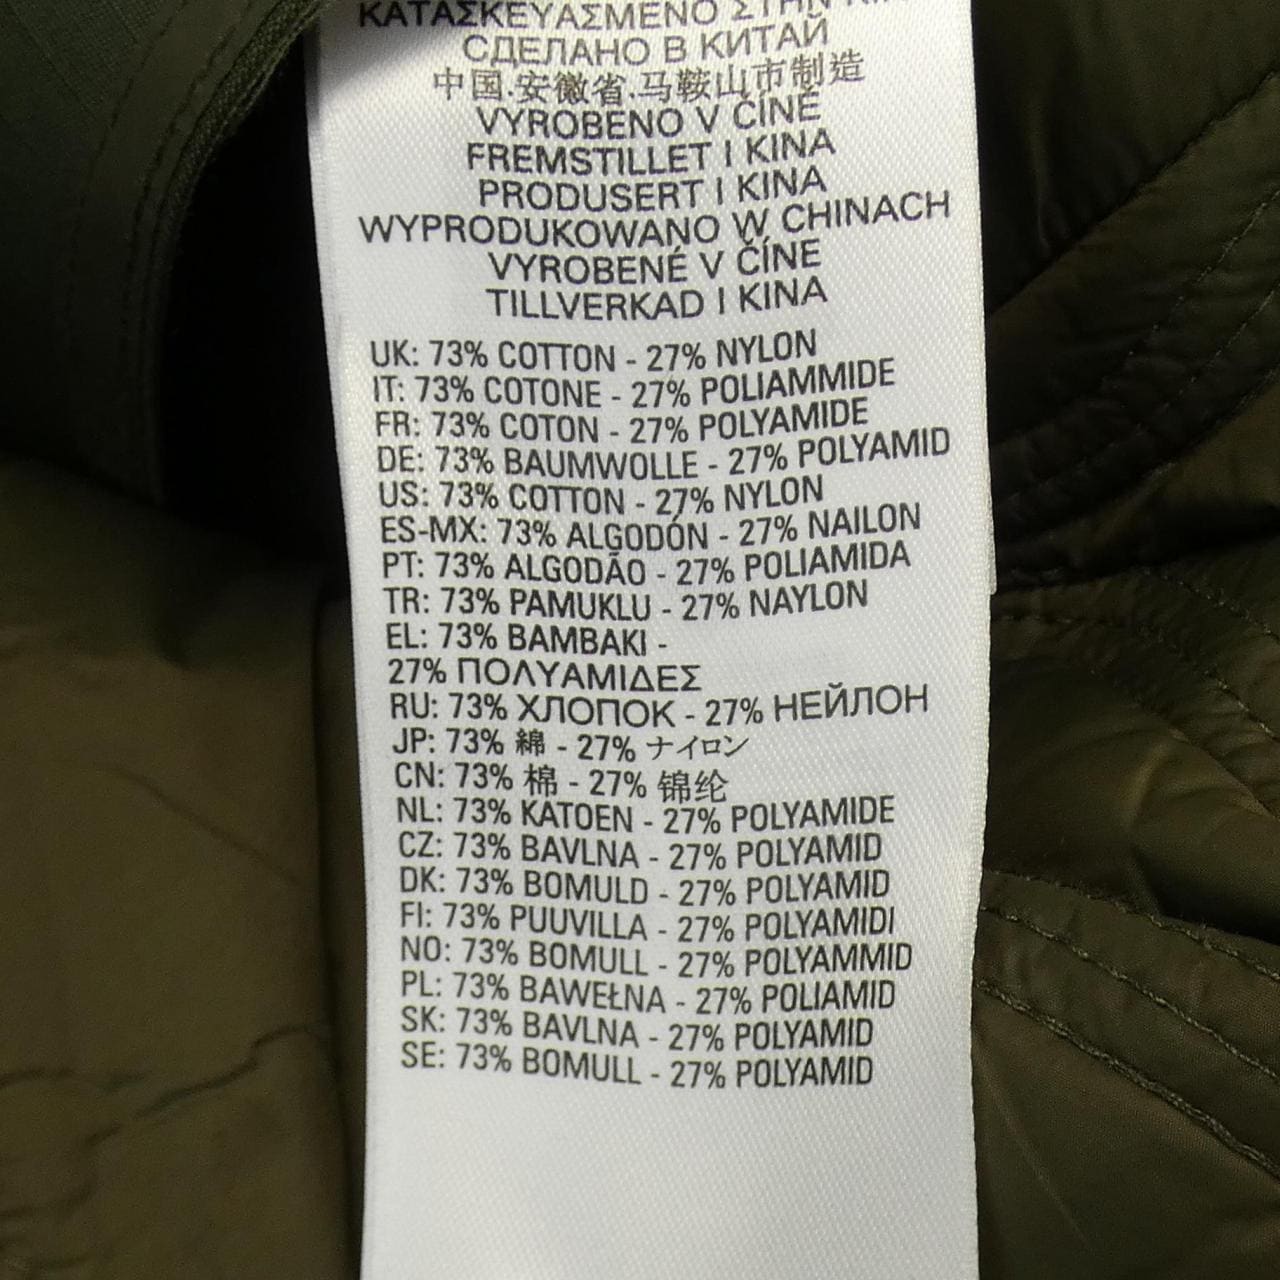 ΚΑΤΑΣΚΕΥΑΣΜΕΝΟ ΣΤΗΝ
СДЕЛАНО В КИТАЙ
中国.安徽省.马鞍山市制造
VYROBENO V ČÍNĚ
FREMSTILLET I KINA
PRODUSERT I KINA
WYPRODUKOWANO W CHINACH
VYROBENÉ V ČÍNE
TILLVERKAD I KINA
UK: 73% COTTON - 27% NYLON
IT: 73% COTONE - 27% POLIAMMIDE
FR: 73% COTON - 27% POLYAMIDE
DE: 73% BAUMWOLLE - 27% POLYAMID
US: 73% COTTON - 27% NYLON
ES-MX: 73% ALGODÓN - 27% NAILON
PT: 73% ALGODÃO - 27% POLIAMIDA
TR: 73% PAMUKLU - 27% NAYLON
EL: 73% ΒΑΜΒΑΚΙ -
27% ΠΟΛΥΑΜΙΔΕΣ
RU: 73% ХЛОПОК - 27% НЕЙЛОН
JP: 73% 綿 - 27% ナイロン
CN: 73% 棉 - 27% 锦纶
NL: 73% KATOEN - 27% POLYAMIDE
CZ: 73% BAVLNA - 27% POLYAMID
DK: 73% BOMULD - 27% POLYAMID
FI: 73% PUUVILLA - 27% POLYAMIDI
NO: 73% BOMULL - 27% POLYAMMID
PL: 73% BAWEŁNA - 27% POLIAMID
SK: 73% BAVLNA - 27% POLYAMID
SE: 73% BOMULL - 27% POLYAMID